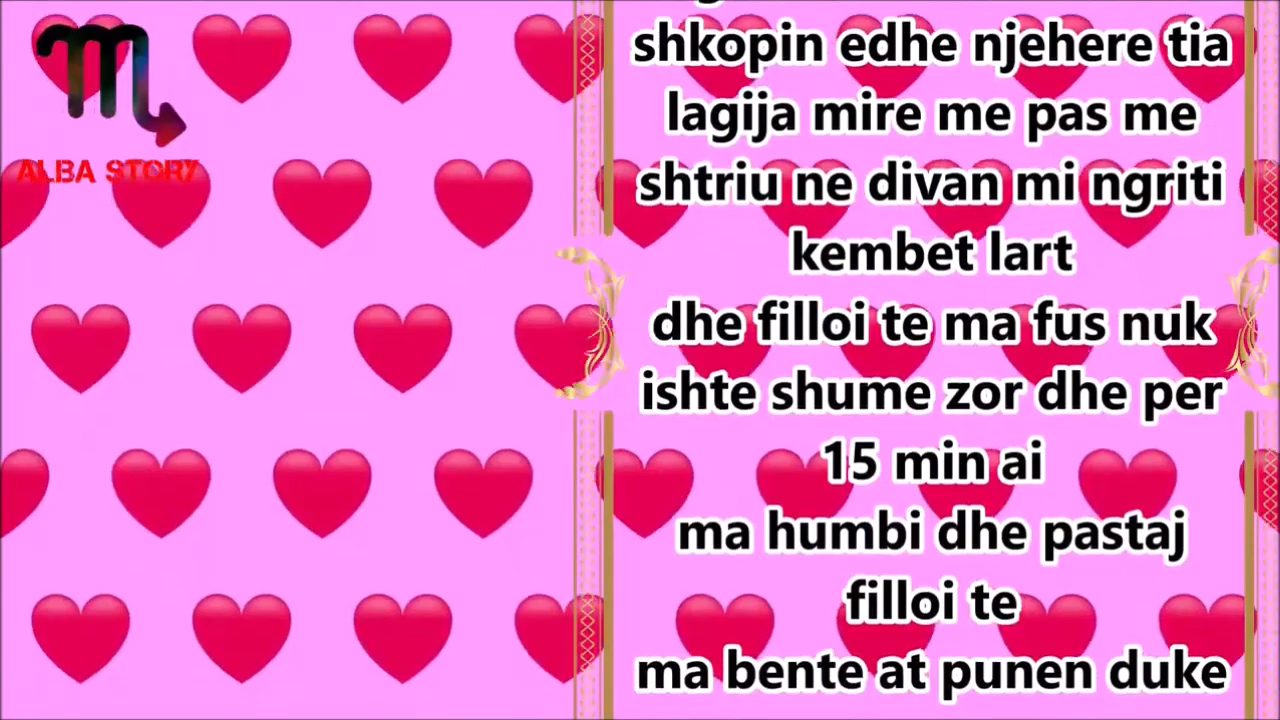 ALBA STORY
shkopin edhe njehere tia
lagija mire me pas me
shtriu ne divan mi ngriti
kembet lart
dhe filloi te ma fus nuk
ishte shume zor dhe per
15 min ai
ma humbi dhe pastaj
filloi te
ma bente at punen duke